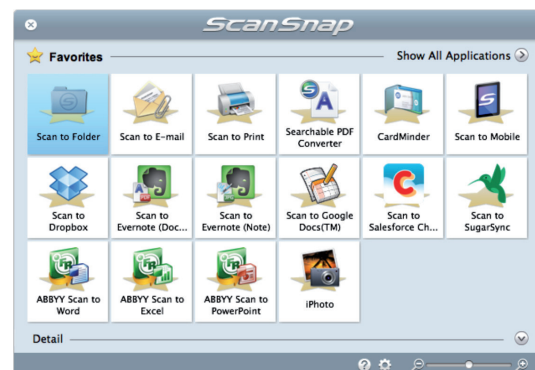 ScanSnap
Favorites
Show All Applications
Scan to Folder
Scan to E-mail
Scan to Print
Searchable PDF
Converter
CardMinder
Scan to Mobile
Scan to
Dropbox
Scan to
Evernote (Doc...
Scan to
Evernote (Note)
Scan to Google
Docs(TM)
Scan to
Salesforce Ch...
Scan to
SugarSync
ABBYY Scan to
Word
ABBYY Scan to
Excel
ABBYY Scan to
PowerPoint
iPhoto
Detail